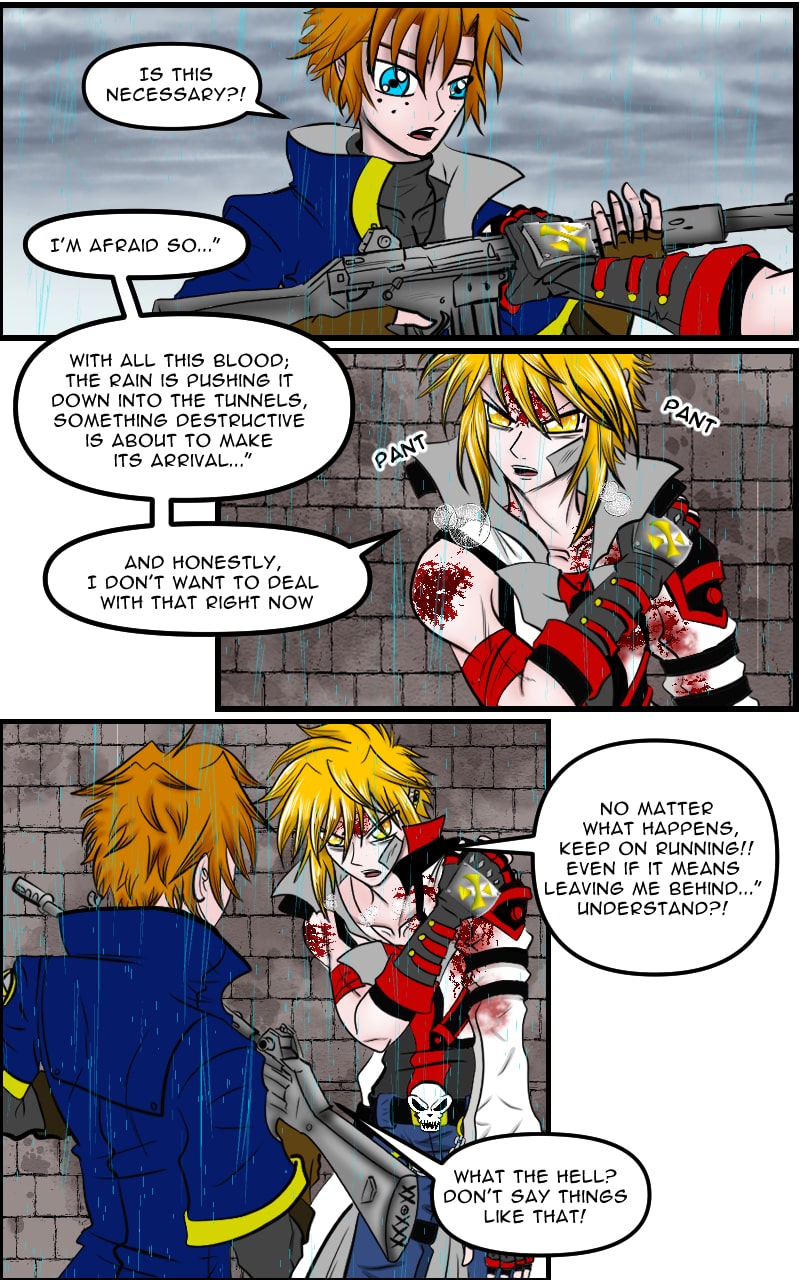 IS THIS
NECESSARY?!
I'M AFRAID SO..."
WITH ALL THIS BLOOD;
THE RAIN IS PUSHING IT
DOWN INTO THE TUNNELS,
SOMETHING DESTRUCTIVE
IS ABOUT TO MAKE
ITS ARRIVAL..."
PANT
PANT
AND HONESTLY,
I DON'T WANT TO DEAL
WITH THAT RIGHT NOW
NO MATTER
WHAT HAPPENS,
KEEP ON RUNNING!!
EVEN IF IT MEANS
LEAVING ME BEHIND..."
UNDERSTAND?!
WHAT THE HELL?
DON'T SAY THINGS
LIKE THAT!